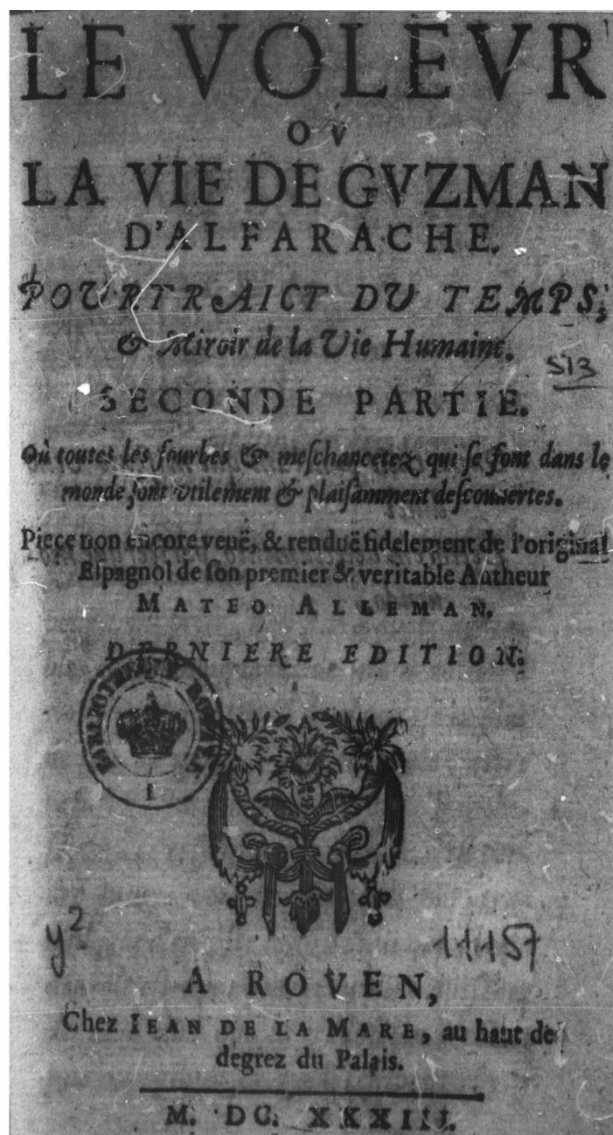 LE VOLEVR
OV
LA VIE DE GVZMAN
D'ALFARACHE.
POURTRAICT DU TEMPS,
& Miroir de la Vie Humaine.
513
SECONDE PARTIE.
Où toutes les fourbes & meschancetez qui se font dans le
monde sont vtilement & plaisamment descouuertes.
Piece non encore veuë, & renduë fidelement de l'original
Espagnol de son premier & veritable Autheur
MATEO ALLEMAN.
DERNIERE EDITION.
BIBLIOTHECAE REGIAE
I
y²
11157
A ROVEN,
Chez IEAN DE LA MARE, au haut des
degrez du Palais.
M. DC. XXXIII.